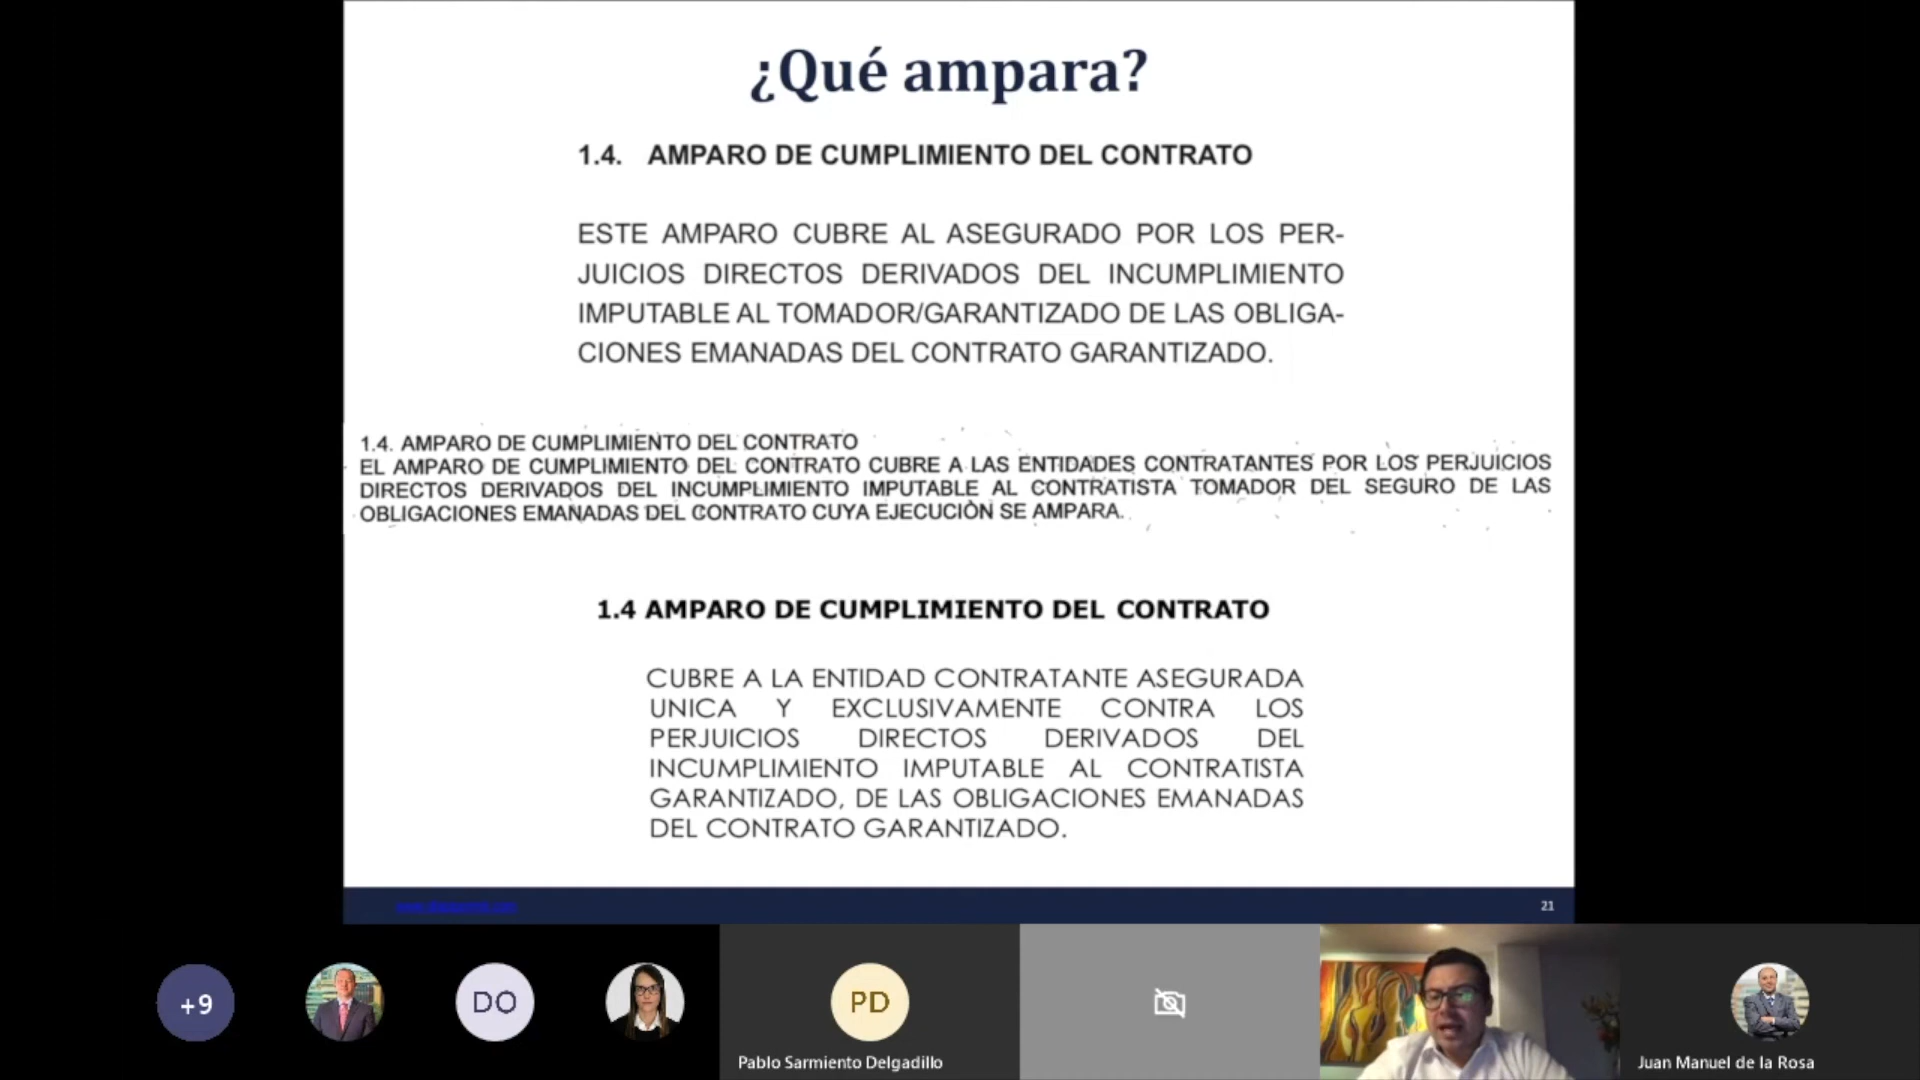 ¿Qué ampara?
1.4. AMPARO DE CUMPLIMIENTO DEL CONTRATO
ESTE AMPARO CUBRE AL ASEGURADO POR LOS PER-
JUICIOS DIRECTOS DERIVADOS DEL INCUMPLIMIENTO
IMPUTABLE AL TOMADOR/GARANTIZADO DE LAS OBLIGA-
CIONES EMANADAS DEL CONTRATO GARANTIZADO.
1.4. AMPARO DE CUMPLIMIENTO DEL CONTRATO
EL AMPARO DE CUMPLIMIENTO DEL CONTRATO CUBRE A LAS ENTIDADES CONTRATANTES POR LOS PERJUICIOS
DIRECTOS DERIVADOS DEL INCUMPLIMIENTO IMPUTABLE AL CONTRATISTA TOMADOR DEL SEGURO DE LAS
OBLIGACIONES EMANADAS DEL CONTRATO CUYA EJECUCIÓN SE AMPARA.
1.4 AMPARO DE CUMPLIMIENTO DEL CONTRATO
CUBRE A LA ENTIDAD CONTRATANTE ASEGURADA
UNICA Y EXCLUSIVAMENTE CONTRA LOS
PERJUICIOS DIRECTOS DERIVADOS DEL
INCUMPLIMIENTO IMPUTABLE AL CONTRATISTA
GARANTIZADO, DE LAS OBLIGACIONES EMANADAS
DEL CONTRATO GARANTIZADO.
21
+9
DO
PD
Pablo Sarmiento Delgadillo
Juan Manuel de la Rosa